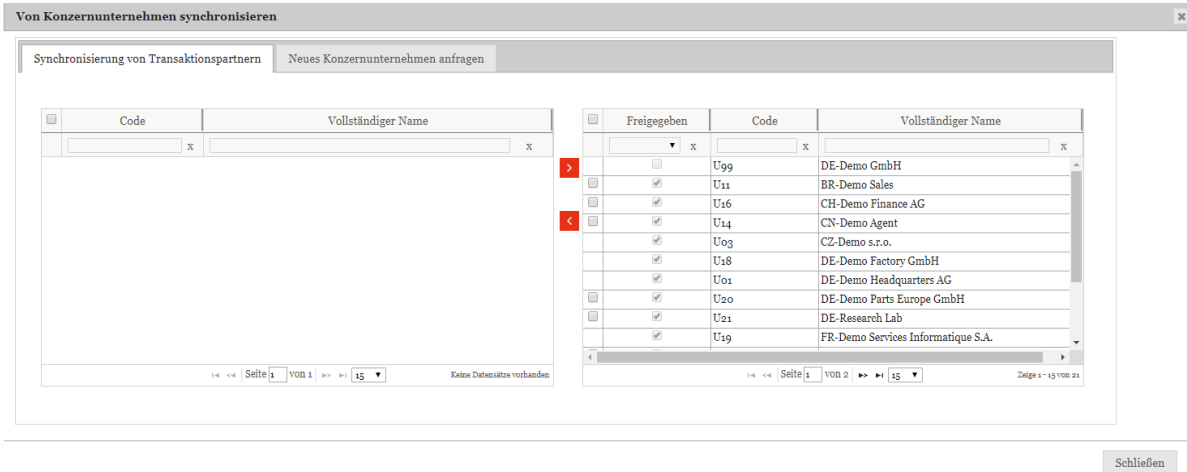 Von Konzernunternehmen synchronisieren x
Synchronisierung von Transaktionspartnern Neues Konzernunternehmen anfragen
Code Vollständiger Name
x x
Seite 1 von 1 15 Keine Datensätze vorhanden
> <
Freigegeben Code Vollständiger Name
x x x
U99 DE-Demo GmbH
U11 BR-Demo Sales
U16 CH-Demo Finance AG
U14 CN-Demo Agent
U03 CZ-Demo s.r.o.
U18 DE-Demo Factory GmbH
U01 DE-Demo Headquarters AG
U20 DE-Demo Parts Europe GmbH
U21 DE-Research Lab
U19 FR-Demo Services Informatique S.A.
Seite 1 von 2 15 Zeige 1 - 15 von 21
Schließen